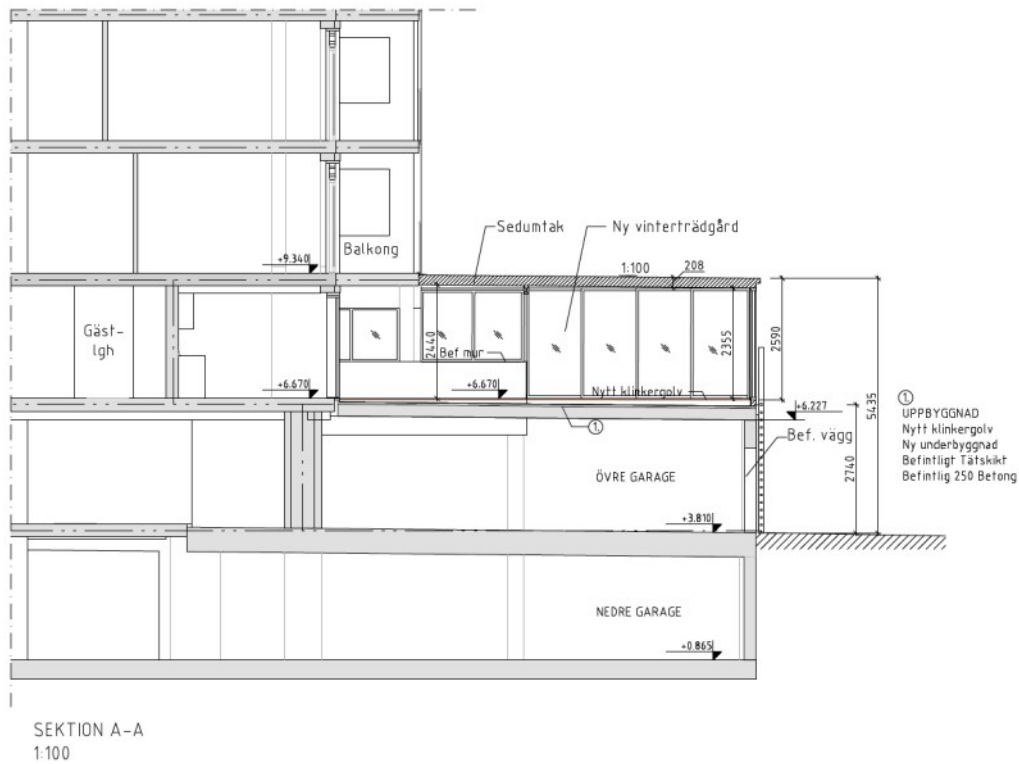 Sedumtak
Ny vinterträdgård
Balkong
+9.340
1:100
208
Gäst-
lgh
2440
Bef mur
2355
2590
+6.670
+6.670
Nytt klinkergolv
5435
1.
+6.227
Bef. vägg
2740
1.
UPPBYGGNAD
Nytt klinkergolv
Ny underbyggnad
Befintligt Tätskikt
Befintlig 250 Betong
ÖVRE GARAGE
+3.810
NEDRE GARAGE
+0.865
SEKTION A-A
1:100